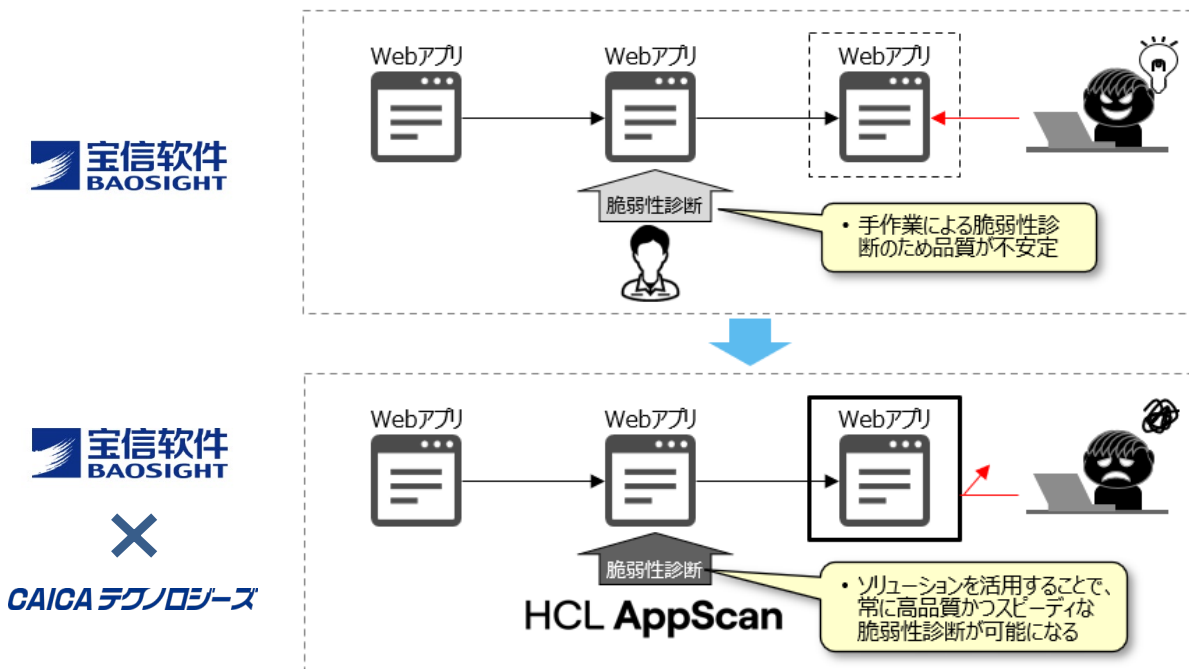 Webアプリ
Webアプリ
Webアプリ
宝信软件
BAOSIGHT
脆弱性診断
• 手作業による脆弱性診
断のため品質が不安定
Webアプリ
Webアプリ
Webアプリ
宝信软件
BAOSIGHT
×
CAICAテクノロジーズ
脆弱性診断
HCL AppScan
• ソリューションを活用することで、
常に高品質かつスピーディな
脆弱性診断が可能になる